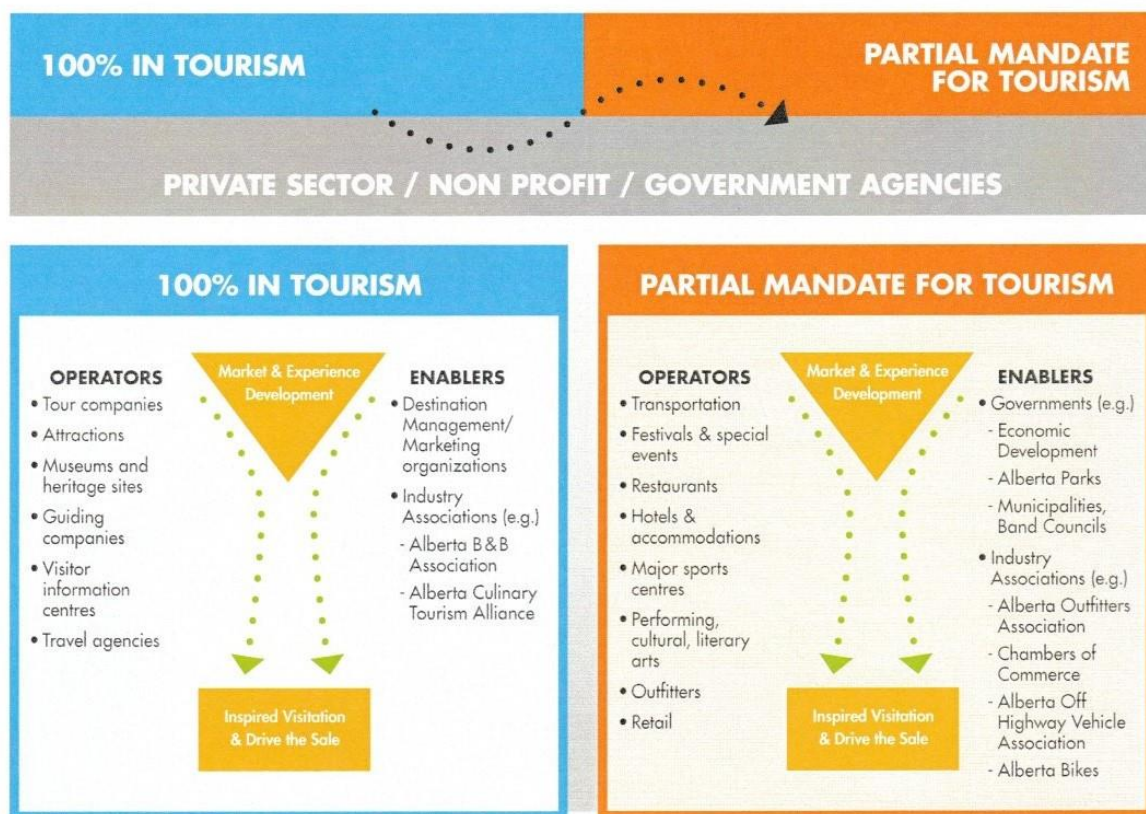 100% IN TOURISM
PARTIAL MANDATE
FOR TOURISM
PRIVATE SECTOR / NON PROFIT / GOVERNMENT AGENCIES
100% IN TOURISM
OPERATORS
• Tour companies
• Attractions
• Museums and
heritage sites
• Guiding
companies
• Visitor
information
centres
• Travel agencies
Market & Experience
Development
Inspired Visitation
& Drive the Sale
ENABLERS
• Destination
Management/
Marketing
organizations
• Industry
Associations (e.g.)
- Alberta B&B
Association
- Alberta Culinary
Tourism Alliance
PARTIAL MANDATE FOR TOURISM
OPERATORS
• Transportation
• Festivals & special
events
• Restaurants
• Hotels &
accommodations
• Major sports
centres
• Performing,
cultural, literary
arts
• Outfitters
• Retail
Market & Experience
Development
Inspired Visitation
& Drive the Sale
ENABLERS
• Governments (e.g.)
- Economic
Development
- Alberta Parks
- Municipalities,
Band Councils
• Industry
Associations (e.g.)
- Alberta Outfitters
Association
- Chambers of
Commerce
- Alberta Off
Highway Vehicle
Association
- Alberta Bikes